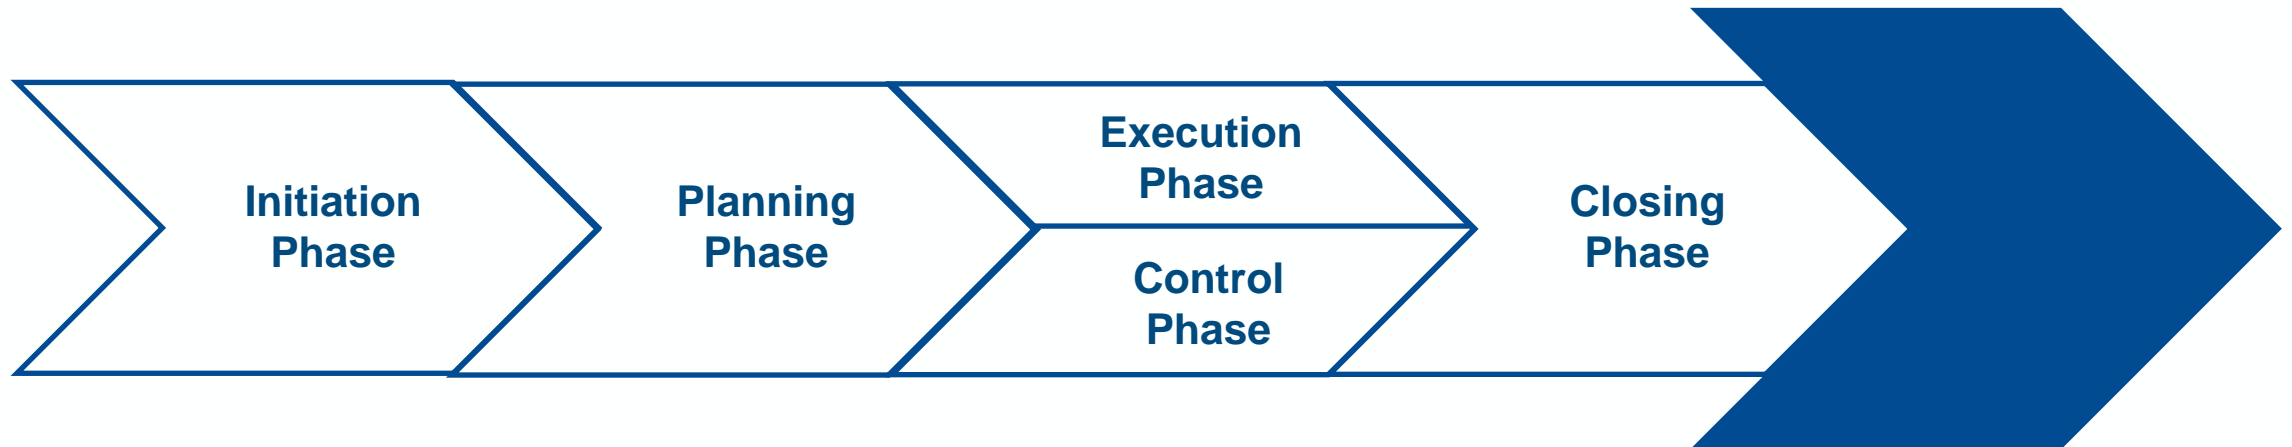 Initiation
Phase
Planning
Phase
Execution
Phase
Control
Phase
Closing
Phase